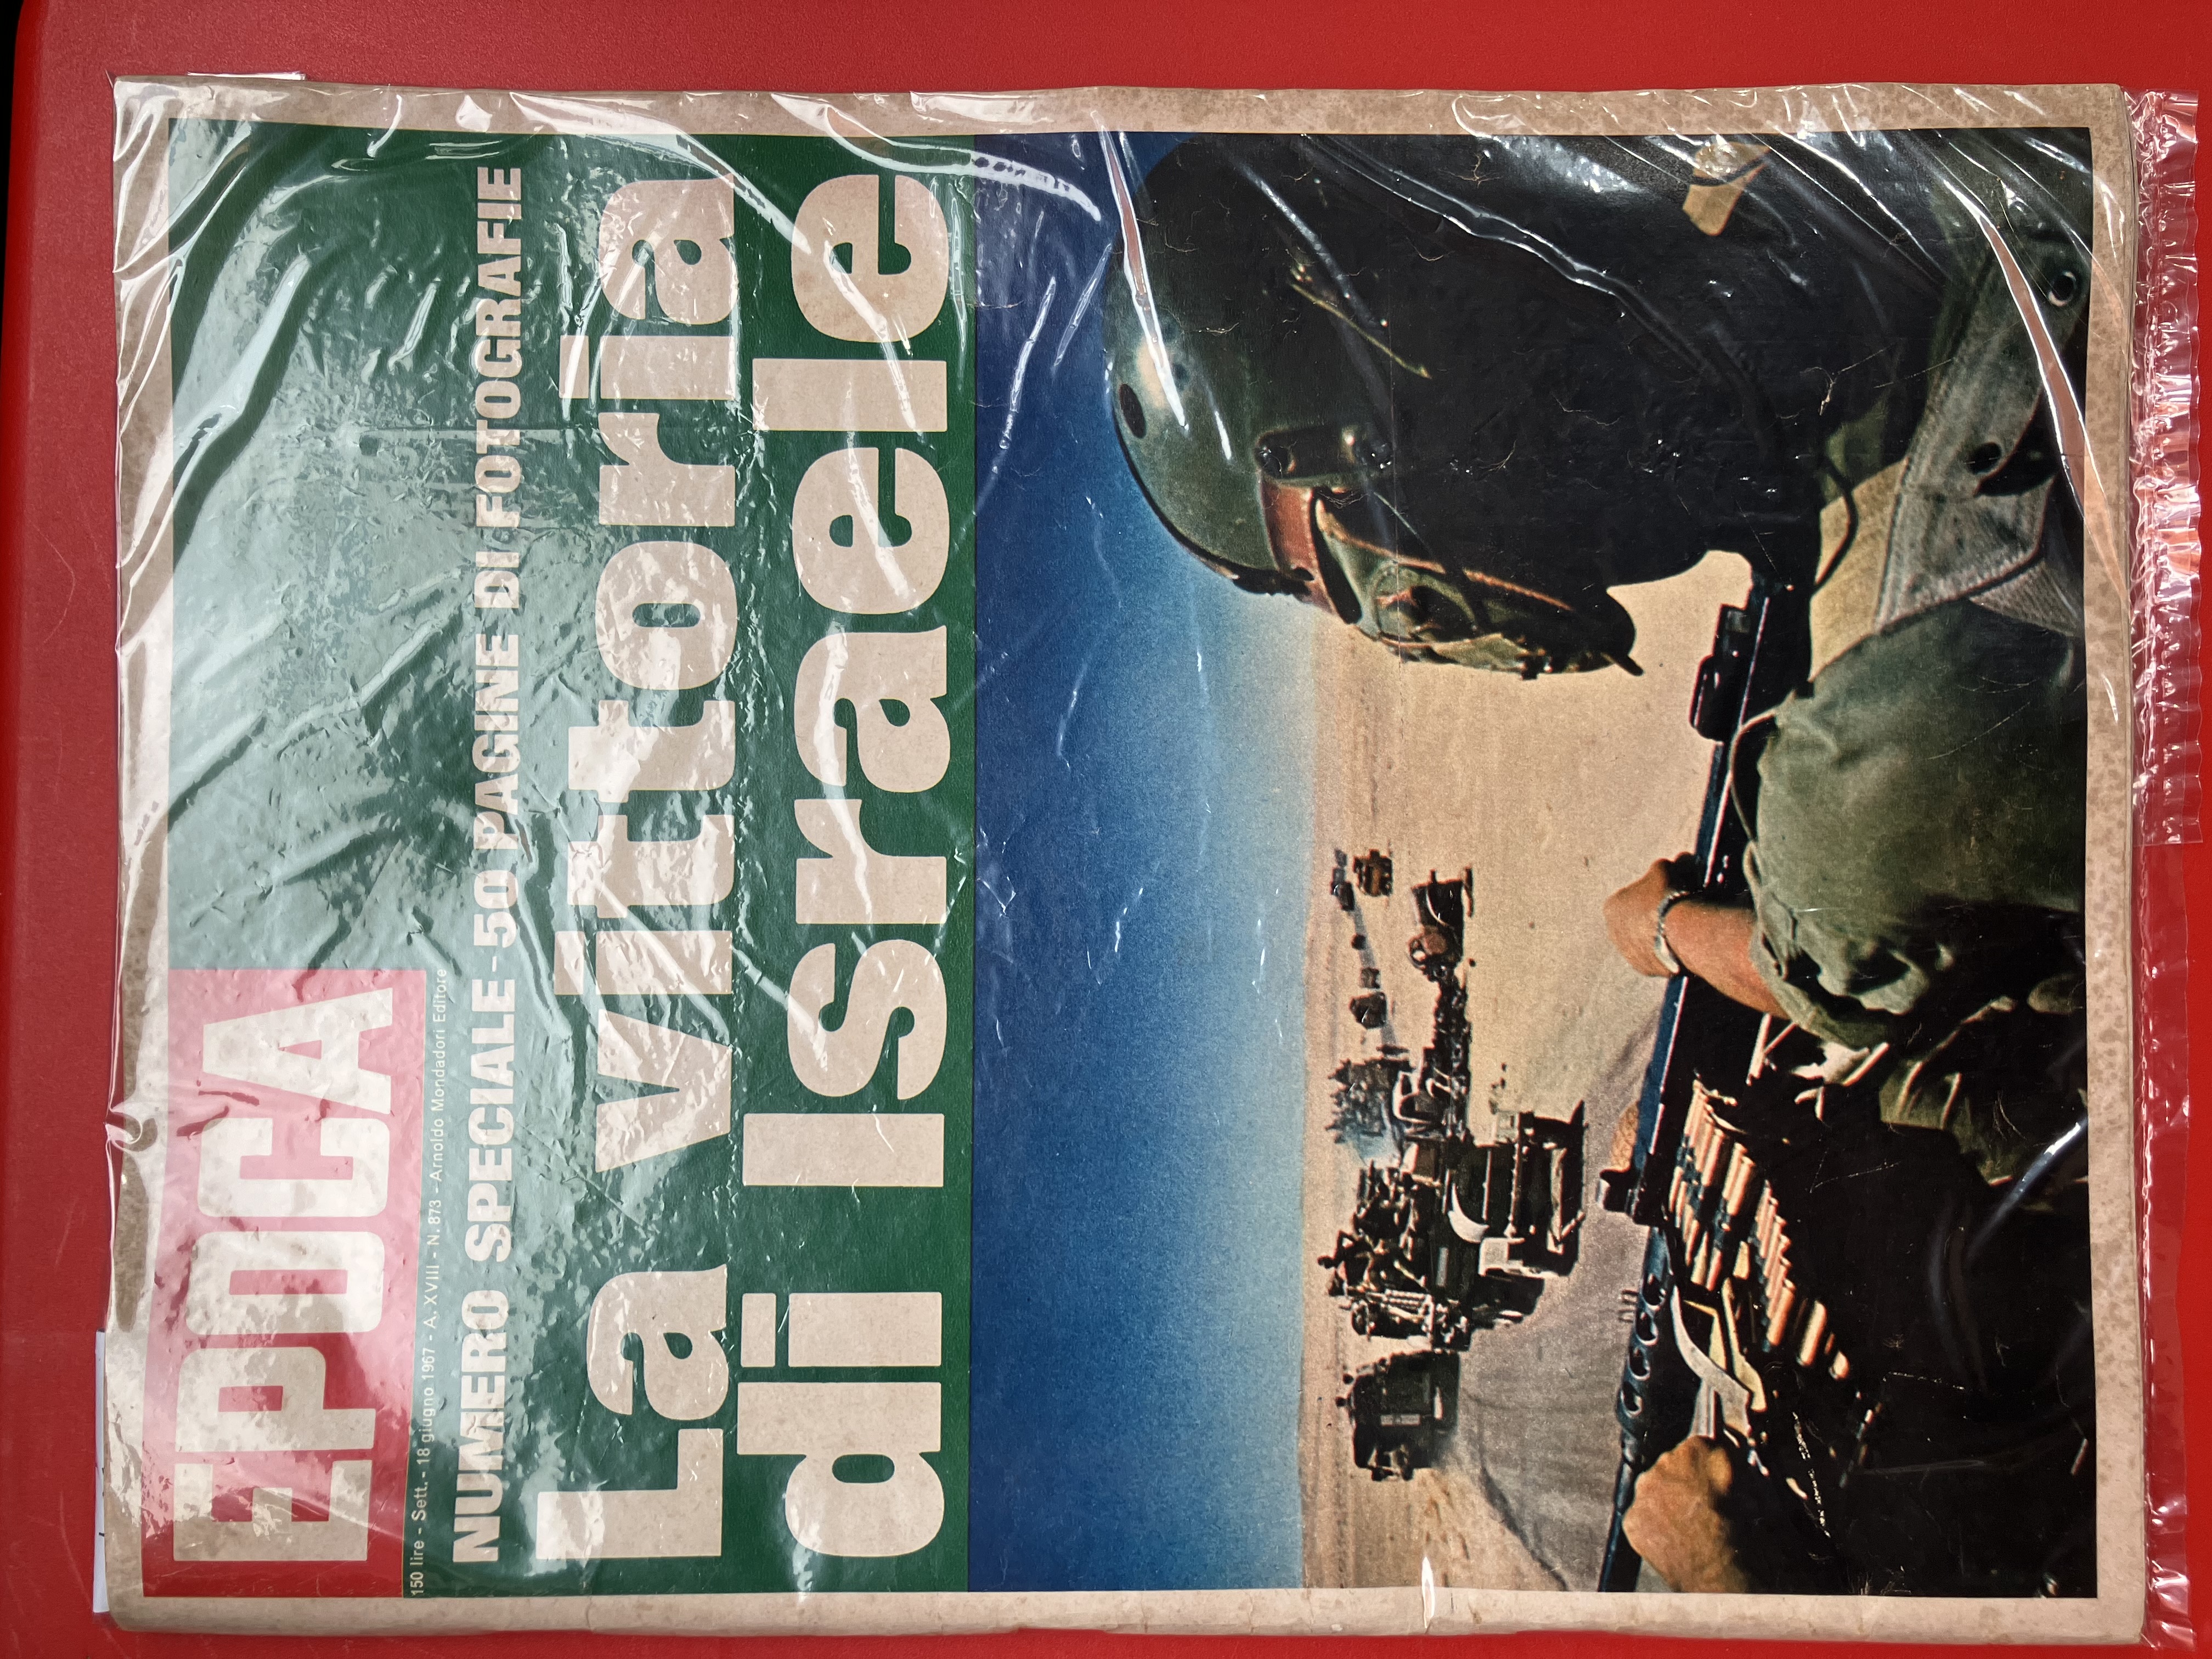 EPOCA
150 lire - Sett. - 18 giugno 1967 - A. XVIII - N. 873 - Arnoldo Mondadori Editore
NUMERO SPECIALE-50 PAGINE DI FOTOGRAFIE
La vittoria
di Israele